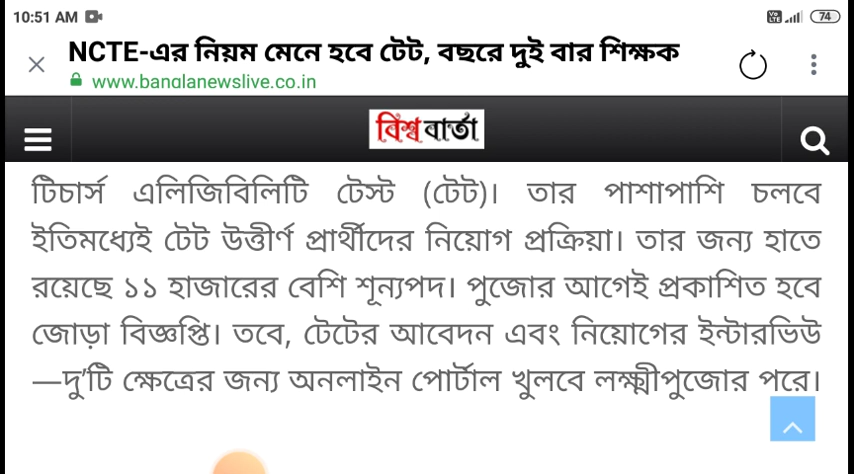 10:51 AM
74
NCTE-এর নিয়ম মেনে হবে টেট, বছরে দুই বার শিক্ষক
www.banglanewslive.co.in
বিশ্ব বার্তা
টিচার্স এলিজিবিলিটি টেস্ট (টেট)। তার পাশাপাশি চলবে
ইতিমধ্যেই টেট উত্তীর্ণ প্রার্থীদের নিয়োগ প্রক্রিয়া। তার জন্য হাতে
রয়েছে ১১ হাজারের বেশি শূন্যপদ। পুজোর আগেই প্রকাশিত হবে
জোড়া বিজ্ঞপ্তি। তবে, টেটের আবেদন এবং নিয়োগের ইন্টারভিউ
—দু’টি ক্ষেত্রের জন্য অনলাইন পোর্টাল খুলবে লক্ষ্মীপুজোর পরে।